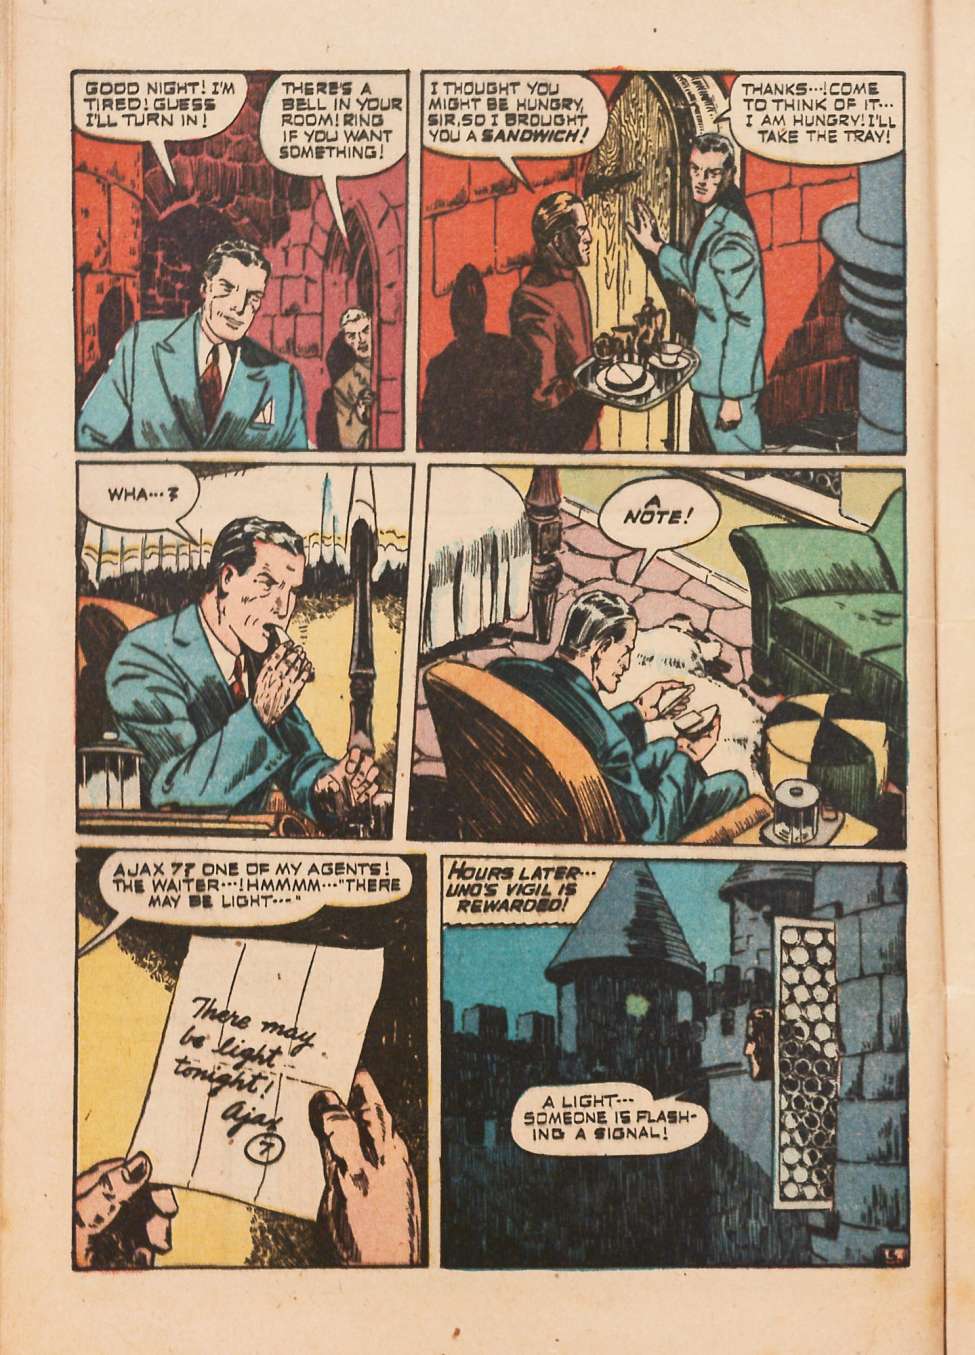 GOOD NIGHT! I'M
TIRED! GUESS
I'LL TURN IN!
THERE'S A
BELL IN YOUR
ROOM! RING
IF YOU WANT
SOMETHING!
I THOUGHT YOU
MIGHT BE HUNGRY,
SIR, SO I BROUGHT
YOU A SANDWICH!
THANKS---! COME
TO THINK OF IT---
I AM HUNGRY! I'LL
TAKE THE TRAY!
WHA---?
A
NOTE!
AJAX 7? ONE OF MY AGENTS!
THE WAITER---! HMMMMM---"THERE
MAY BE LIGHT---"
There may
be light
tonight!
Ajax
7
HOURS LATER---
UNO'S VIGIL IS
REWARDED!
A LIGHT---
SOMEONE IS FLASH-
ING A SIGNAL!
5